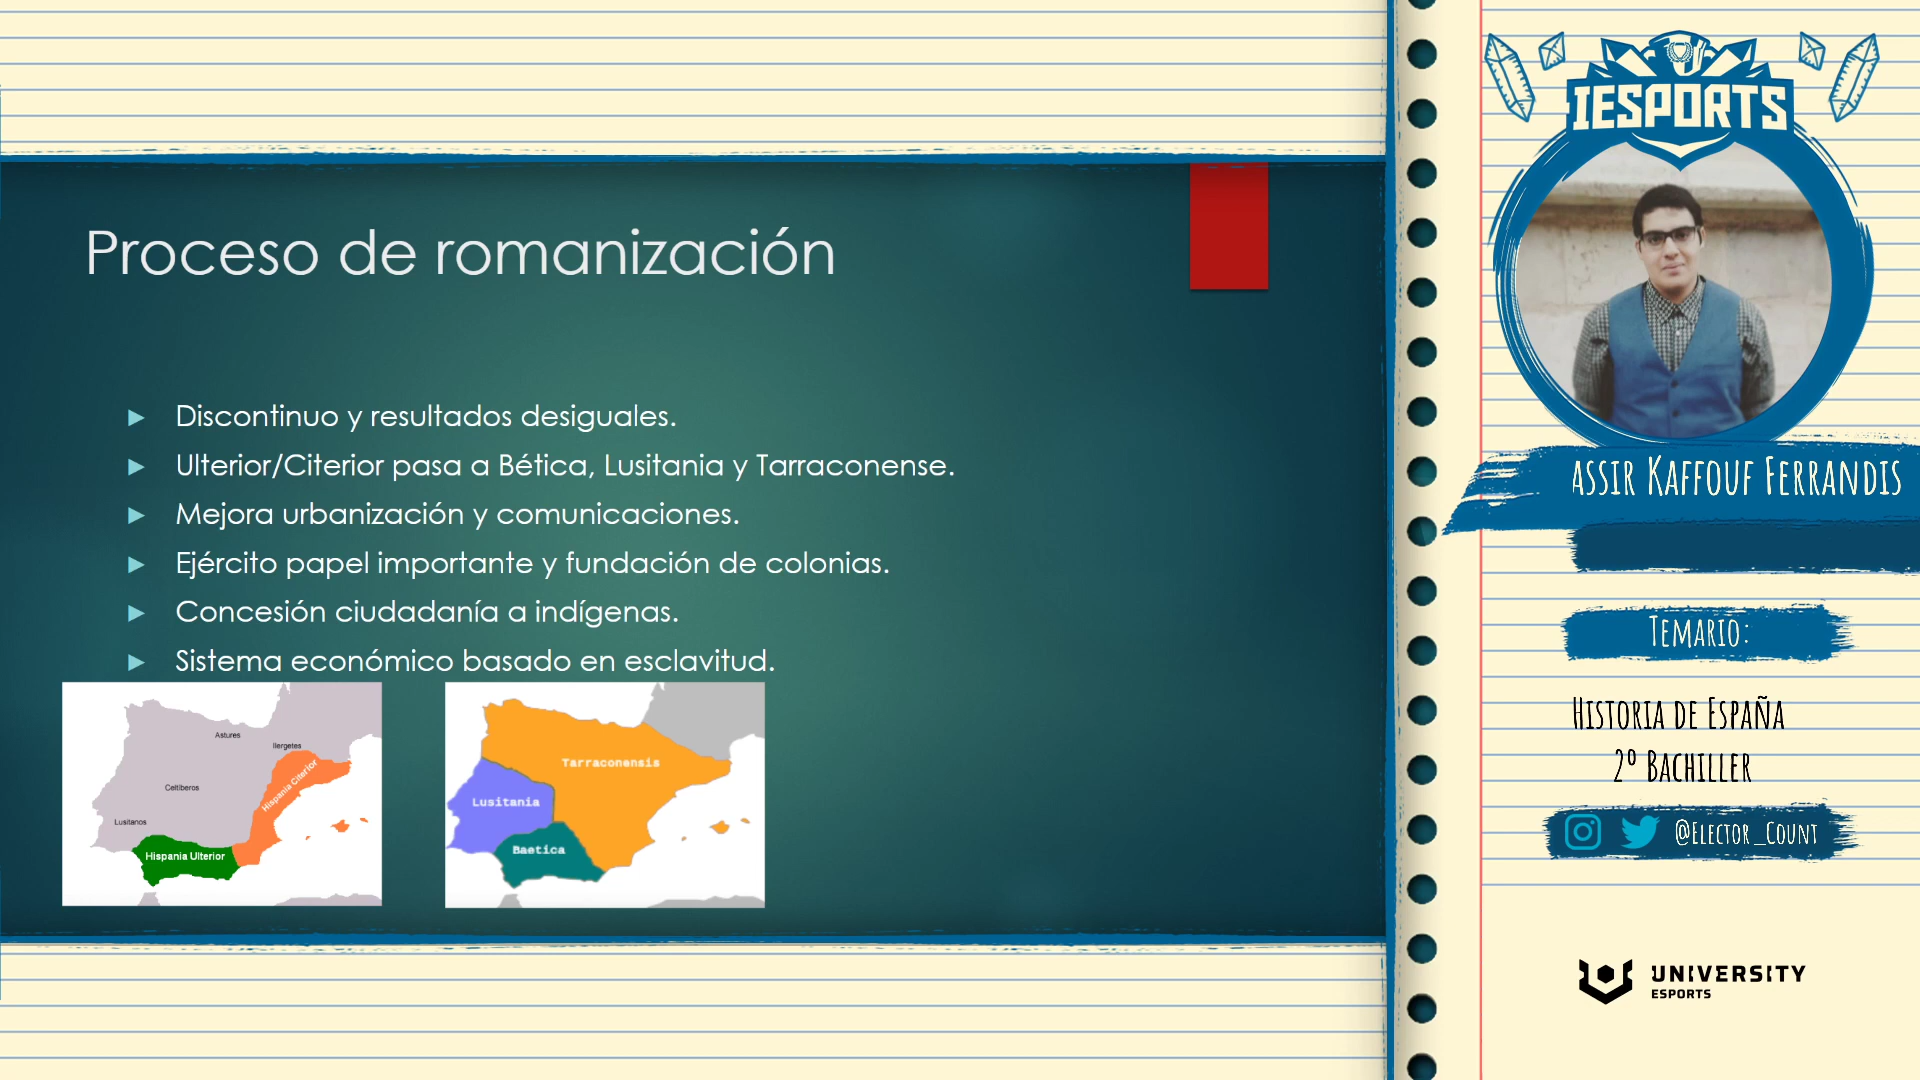 Proceso de romanización
Discontinuo y resultados desiguales.
Ulterior/Citerior pasa a Bética, Lusitania y Tarraconense.
Mejora urbanización y comunicaciones.
Ejército papel importante y fundación de colonias.
Concesión ciudadanía a indígenas.
Sistema económico basado en esclavitud.
Astures
Ilergetes
Hispania Citerior
Celtiberos
Lusitanos
Hispania Ulterior
Tarraconensis
Lusitania
Baetica
IESPORTS
ASSIR KAFFOUF FERRANDIS
TEMARIO:
HISTORIA DE ESPAÑA
2º BACHILLER
@ELECTOR_COUNT
UNIVERSITY
ESPORTS